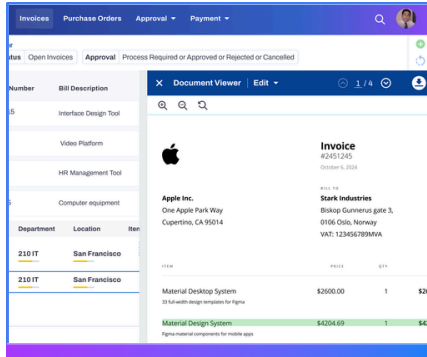 Invoices Purchase Orders Approval Payment
Open Invoices Approval Process Required or Approved or Rejected or Cancelled
Number Bill Description
Interface Design Tool
Video Platform
HR Management Tool
Computer equipment
Department Location
210 IT San Francisco
210 IT San Francisco
X Document Viewer Edit 1 / 4
Invoice
#2451245
October 6, 2024
BILL TO
Apple Inc.
One Apple Park Way
Cupertino, CA 95014
Stark Industries
Biskop Gunnerus gate 3,
0106 Oslo, Norway
VAT: 123456789MVA
ITEM PRICE QTY
Material Desktop System $2600.00 1
33 full-width design templates for Figma
Material Design System $4204.69 1
Figma material components for mobile apps